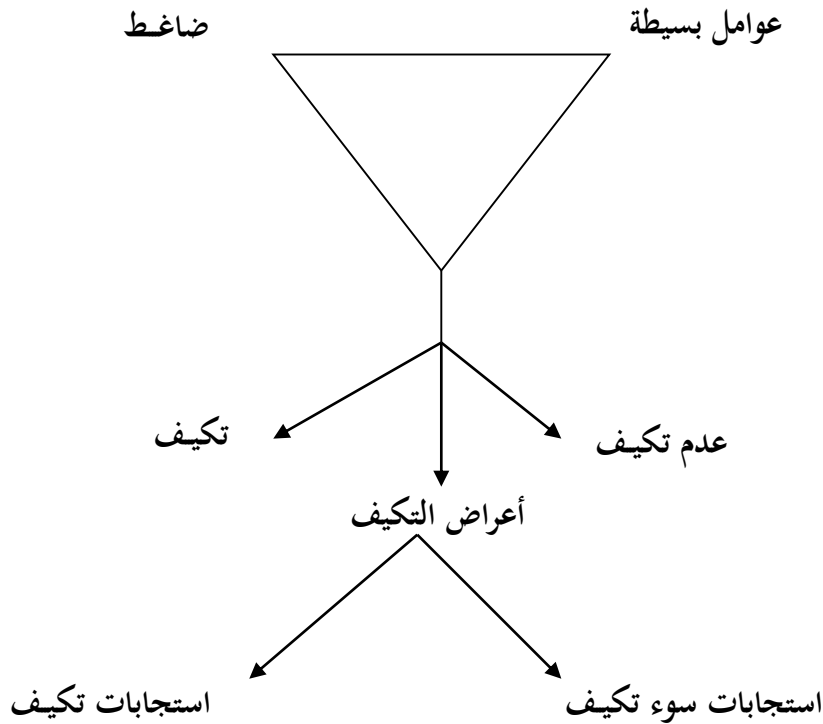 عوامل بسيطة
ضاغط
عدم تكيف
تكيف
أعراض التكيف
استجابات سوء تكيف
استجابات تكيف